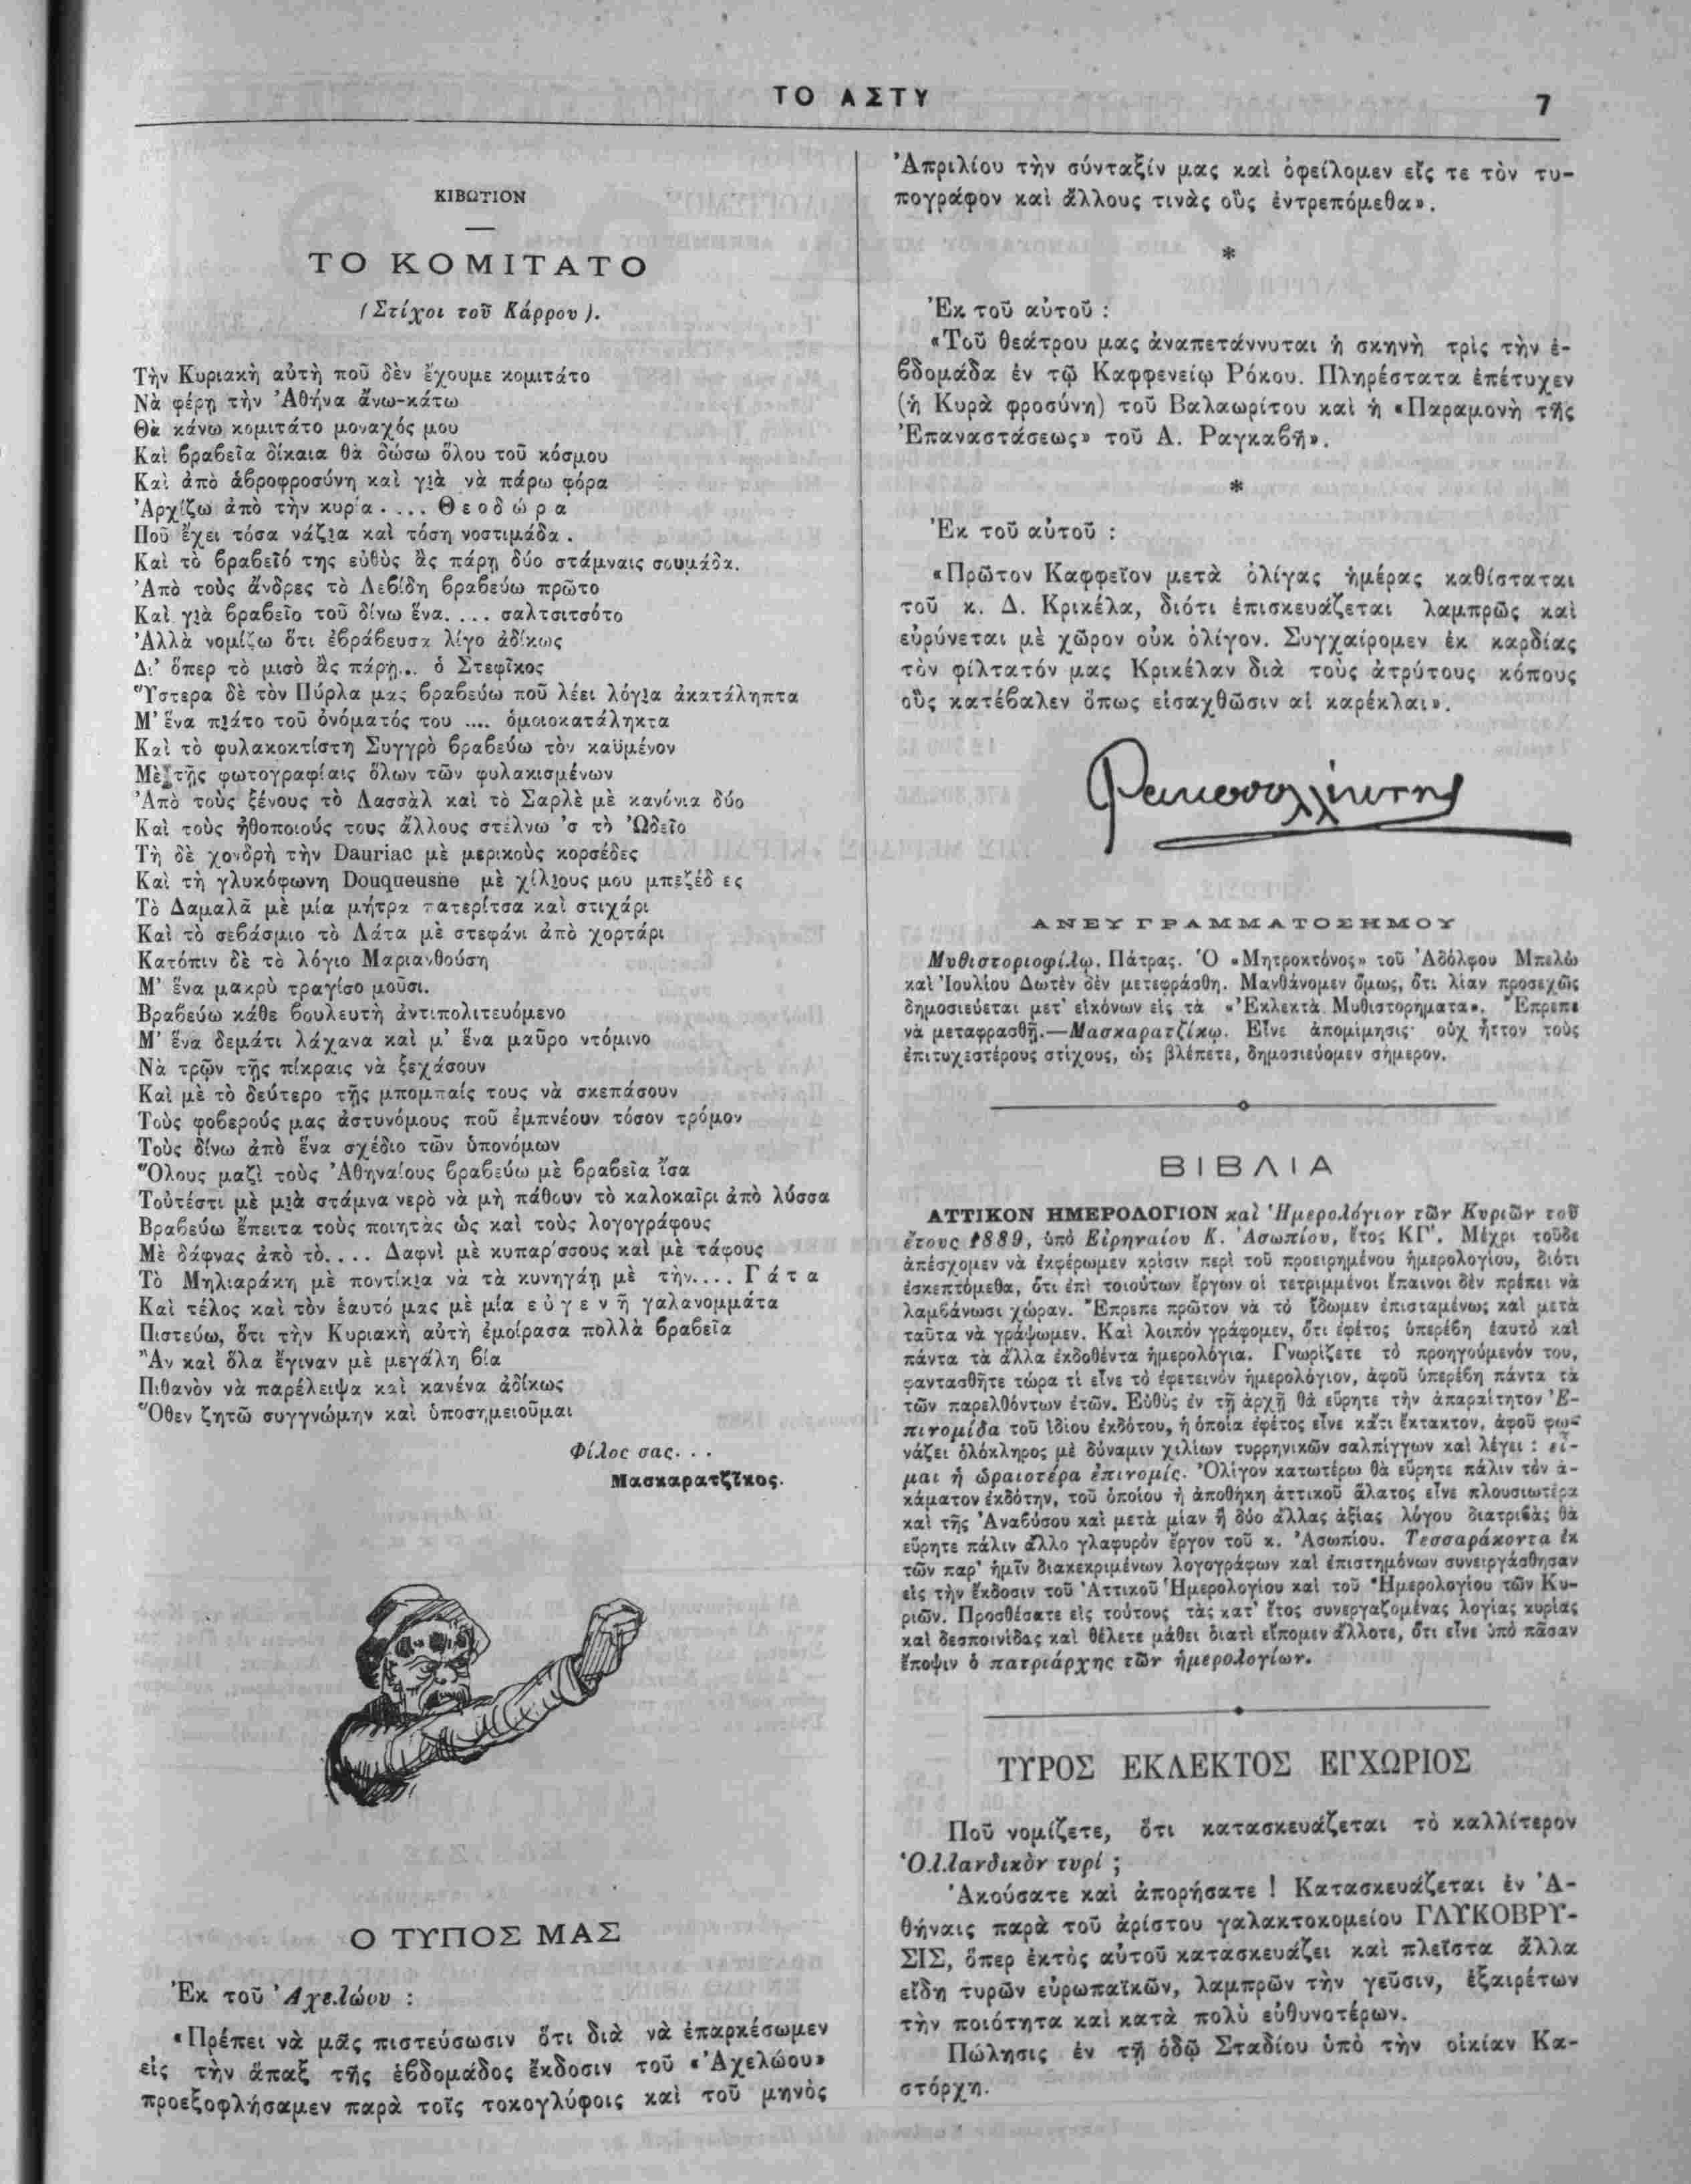 ΤΟ ΑΣΤΥ
7
ΚΙΒΩΤΙΟΝ
ΤΟ ΚΟΜΙΤΑΤΟ
(Στίχοι τοῦ Κάρρου).
Τὴν Κυριακὴ αὐτὴ ποῦ δὲν ἔχουμε κομιτάτο
Νὰ φέρῃ τὴν Ἀθήνα ἄνω-κάτω
Θὰ κάνω κομιτάτο μοναχός μου
Καὶ βραβεῖα δίκαια θὰ δώσω ὅλου τοῦ κόσμου
Καὶ ἀπὸ ἁβροφροσύνη καὶ γιὰ νὰ πάρω φόρα
Ἀρχίζω ἀπὸ τὴν κυρία.... Θεοδώρα
Ποῦ ἔχει τόσα νάζια καὶ τόση νοστιμάδα.
Καὶ τὸ βραβεῖό της εὐθὺς ἂς πάρῃ δύο στάμναις σουμάδα.
Ἀπὸ τοὺς ἄνδρες τὸ Λεβίδη βραβεύω πρῶτο
Καὶ γιὰ βραβεῖο τοῦ δίνω ἕνα.... σαλτσιτσότο
Ἀλλὰ νομίζω ὅτι ἐβράβευσα λίγο ἀδίκως
Δι' ὅπερ τὸ μισὸ ἂς πάρῃ... ὁ Στεφῖκος
Ὕστερα δὲ τὸν Πύρλα μας βραβεύω ποῦ λέει λόγια ἀκατάληπτα
Μ' ἕνα πιάτο τοῦ ὀνόματός του .... ὁμοιοκατάληκτα
Καὶ τὸ φυλακοκτίστη Συγγρὸ βραβεύω τὸν καϋμένον
Μὲ τῇς φωτογραφίαις ὅλων τῶν φυλακισμένων
Ἀπὸ τοὺς ξένους τὸ Λασσὰλ καὶ τὸ Σαρλὲ μὲ κανόνια δύο
Καὶ τοὺς ἠθοποιούς τους ἄλλους στέλνω 'σ τὸ Ὠδεῖο
Τὴ δὲ χονδρὴ τὴν Dauriac μὲ μερικοὺς κορσέδες
Καὶ τὴ γλυκόφωνη Douqueusne μὲ χίλιους μου μπεζέδ ες
Τὸ Δαμαλᾶ μὲ μία μήτρα πατερίτσα καὶ στιχάρι
Καὶ τὸ σεβάσμιο τὸ Λάτα μὲ στεφάνι ἀπὸ χορτάρι
Κατόπιν δὲ τὸ λόγιο Μαριανθούση
Μ' ἕνα μακρὺ τραγίσο μοῦσι.
Βραβεύω κάθε βουλευτὴ ἀντιπολιτευόμενο
Μ' ἕνα δεμάτι λάχανα καὶ μ' ἕνα μαῦρο ντόμινο
Νὰ τρῷν τῇς πίκραις νὰ ξεχάσουν
Καὶ μὲ τὸ δεύτερο τῇς μπομπαίς τους νὰ σκεπάσουν
Τοὺς φοβερούς μας ἀστυνόμους ποῦ ἐμπνέουν τόσον τρόμον
Τοὺς δίνω ἀπὸ ἕνα σχέδιο τῶν ὑπονόμων
Ὅλους μαζὶ τοὺς Ἀθηναίους βραβεύω μὲ βραβεῖα ἴσα
Τοὐτέστι μὲ μιὰ στάμνα νερὸ νὰ μὴ πάθουν τὸ καλοκαῖρι ἀπὸ λύσσα
Βραβεύω ἔπειτα τοὺς ποιητὰς ὡς καὶ τοὺς λογογράφους
Μὲ δάφνας ἀπὸ τὸ.... Δαφνὶ μὲ κυπαρίσσους καὶ μὲ τάφους
Τὸ Μηλιαράκη μὲ ποντίκια νὰ τὰ κυνηγάῃ μὲ τὴν.... Γάτα
Καὶ τέλος καὶ τὸν ἑαυτό μας μὲ μία εὐγενῆ γαλανομμάτα
Πιστεύω, ὅτι τὴν Κυριακὴ αὐτὴ ἐμοίρασα πολλὰ βραβεῖα
Ἂν καὶ ὅλα ἔγιναν μὲ μεγάλη βία
Πιθανὸν νὰ παρέλειψα καὶ κανένα ἀδίκως
Ὅθεν ζητῶ συγγνώμην καὶ ὑποσημειοῦμαι
Φίλος σας...
Μασκαρατζῖκος.
Ο ΤΥΠΟΣ ΜΑΣ
Ἐκ τοῦ Ἀχελώου :
«Πρέπει νὰ μᾶς πιστεύσωσιν ὅτι διὰ νὰ ἐπαρκέσωμεν
εἰς τὴν ἅπαξ τῆς ἑβδομάδος ἔκδοσιν τοῦ «Ἀχελώου»
προεξοφλήσαμεν παρὰ τοῖς τοκογλύφοις καὶ τοῦ μηνὸς
Ἀπριλίου τὴν σύνταξίν μας καὶ ὀφείλομεν εἴς τε τὸν τυ-
πογράφον καὶ ἄλλους τινὰς οὓς ἐντρεπόμεθα».
*
Ἐκ τοῦ αὐτοῦ :
«Τοῦ θεάτρου μας ἀναπετάννυται ἡ σκηνὴ τρὶς τὴν ἑ-
βδομάδα ἐν τῷ Καφφενείῳ Ρόκου. Πληρέστατα ἐπέτυχεν
(ἡ Κυρὰ φροσύνη) τοῦ Βαλαωρίτου καὶ ἡ «Παραμονὴ τῆς
Ἐπαναστάσεως» τοῦ Α. Ραγκαβῆ».
*
Ἐκ τοῦ αὐτοῦ :
«Πρῶτον Καφφεῖον μετὰ ὀλίγας ἡμέρας καθίσταται
τοῦ κ. Δ. Κρικέλα, διότι ἐπισκευάζεται λαμπρῶς καὶ
εὐρύνεται μὲ χῶρον οὐκ ὀλίγον. Συγχαίρομεν ἐκ καρδίας
τὸν φίλτατόν μας Κρικέλαν διὰ τοὺς ἀτρύτους κόπους
οὓς κατέβαλεν ὅπως εἰσαχθῶσιν αἱ καρέκλαι».
Ρακοσυλλέκτης
ΑΝΕΥ ΓΡΑΜΜΑΤΟΣΗΜΟΥ
Μυθιστοριοφίλῳ. Πάτρας. Ὁ «Μητροκτόνος» τοῦ Ἀδόλφου Μπελὼ
καὶ Ἰουλίου Δωτὲν δὲν μετεφράσθη. Μανθάνομεν ὅμως, ὅτι λίαν προσεχῶς
δημοσιεύεται μετ' εἰκόνων εἰς τὰ «Ἐκλεκτὰ Μυθιστορήματα». Ἔπρεπε
νὰ μεταφρασθῇ.—Μασκαρατζίκῳ. Εἶνε ἀπομίμησις· οὐχ ἧττον τοὺς
ἐπιτυχεστέρους στίχους, ὡς βλέπετε, δημοσιεύομεν σήμερον.
ΒΙΒΛΙΑ
ΑΤΤΙΚΟΝ ΗΜΕΡΟΛΟΓΙΟΝ καὶ Ἡμερολόγιον τῶν Κυριῶν τοῦ
ἔτους 1889, ὑπὸ Εἰρηναίου Κ. Ἀσωπίου, ἔτος ΚΓ'. Μέχρι τοῦδε
ἀπέσχομεν νὰ ἐκφέρωμεν κρίσιν περὶ τοῦ προειρημένου ἡμερολογίου, διότι
ἐσκεπτόμεθα, ὅτι ἐπὶ τοιούτων ἔργων οἱ τετριμμένοι ἔπαινοι δὲν πρέπει νὰ
λαμβάνωσι χώραν. Ἔπρεπε πρῶτον νὰ τὸ ἴδωμεν ἐπισταμένως καὶ μετὰ
ταῦτα νὰ γράψωμεν. Καὶ λοιπὸν γράφομεν, ὅτι ἐφέτος ὑπερέβη ἑαυτὸ καὶ
πάντα τὰ ἄλλα ἐκδοθέντα ἡμερολόγια. Γνωρίζετε τὸ προηγούμενόν του,
φαντασθῆτε τώρα τί εἶνε τὸ ἐφετεινὸν ἡμερολόγιον, ἀφοῦ ὑπερέβη πάντα τὰ
τῶν παρελθόντων ἐτῶν. Εὐθὺς ἐν τῇ ἀρχῇ θὰ εὕρητε τὴν ἀπαραίτητον Ἐ-
πινομίδα τοῦ ἰδίου ἐκδότου, ἡ ὁποία ἐφέτος εἶνε κἄτι ἔκτακτον, ἀφοῦ φω-
νάζει ὁλόκληρος μὲ δύναμιν χιλίων τυρρηνικῶν σαλπίγγων καὶ λέγει : εἶ-
μαι ἡ ὡραιοτέρα ἐπινομίς. Ὀλίγον κατωτέρω θὰ εὕρητε πάλιν τὸν ἀ-
κάματον ἐκδότην, τοῦ ὁποίου ἡ ἀποθήκη ἀττικοῦ ἅλατος εἶνε πλουσιωτέρα
καὶ τῆς Ἀναβύσου καὶ μετὰ μίαν ἢ δύο ἄλλας ἀξίας λόγου διατριβὰς θὰ
εὕρητε πάλιν ἄλλο γλαφυρὸν ἔργον τοῦ κ. Ἀσωπίου. Τεσσαράκοντα ἐκ
τῶν παρ' ἡμῖν διακεκριμένων λογογράφων καὶ ἐπιστημόνων συνειργάσθησαν
εἰς τὴν ἔκδοσιν τοῦ Ἀττικοῦ Ἡμερολογίου καὶ τοῦ Ἡμερολογίου τῶν Κυ-
ριῶν. Προσθέσατε εἰς τούτους τὰς κατ' ἔτος συνεργαζομένας λογίας κυρίας
καὶ δεσποινίδας καὶ θέλετε μάθει διατὶ εἴπομεν ἄλλοτε, ὅτι εἶνε ὑπὸ πᾶσαν
ἔποψιν ὁ πατριάρχης τῶν ἡμερολογίων.
ΤΥΡΟΣ ΕΚΛΕΚΤΟΣ ΕΓΧΩΡΙΟΣ
Ποῦ νομίζετε, ὅτι κατασκευάζεται τὸ καλλίτερον
Ὁλλανδικὸν τυρί ;
Ἀκούσατε καὶ ἀπορήσατε ! Κατασκευάζεται ἐν Ἀ-
θήναις παρὰ τοῦ ἀρίστου γαλακτοκομείου ΓΛΥΚΟΒΡΥ-
ΣΙΣ, ὅπερ ἐκτὸς αὐτοῦ κατασκευάζει καὶ πλεῖστα ἄλλα
εἴδη τυρῶν εὐρωπαϊκῶν, λαμπρῶν τὴν γεῦσιν, ἐξαιρέτων
τὴν ποιότητα καὶ κατὰ πολὺ εὐθυνοτέρων.
Πώλησις ἐν τῇ ὁδῷ Σταδίου ὑπὸ τὴν οἰκίαν Κα-
στόρχη.